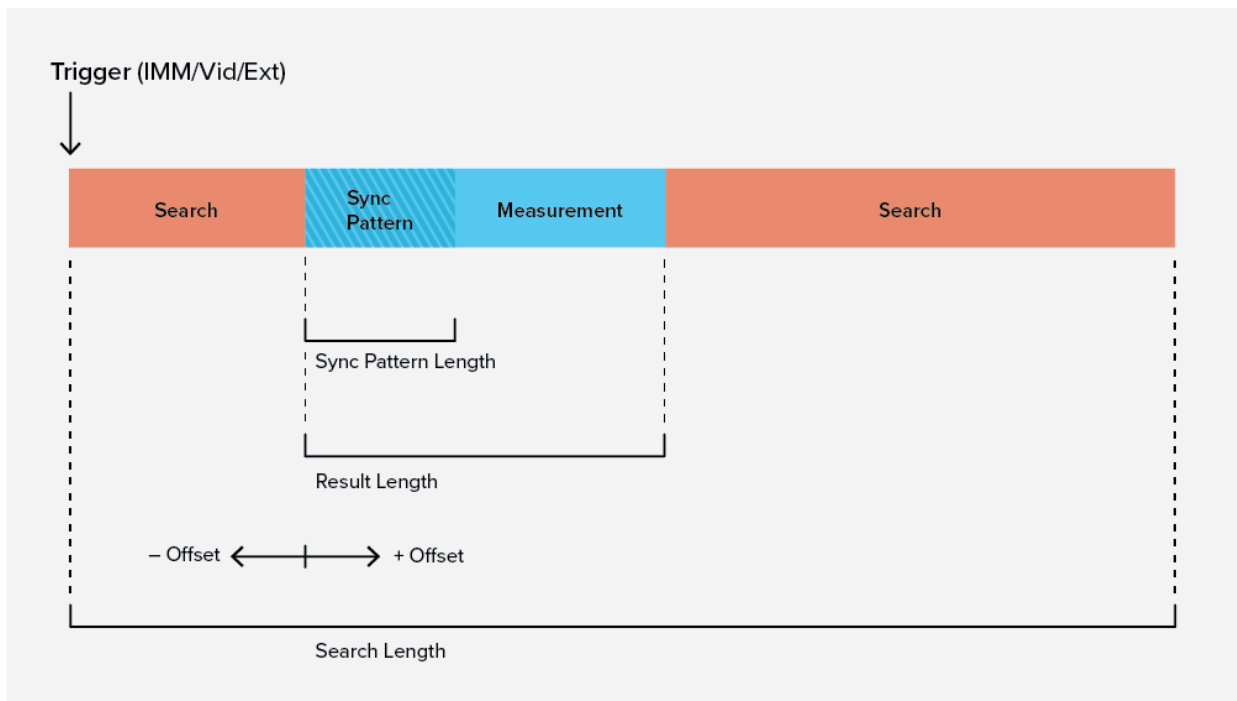 Trigger (IMM/Vid/Ext)
Search
Sync
Pattern
Measurement
Search
Sync Pattern Length
Result Length
– Offset
+ Offset
Search Length